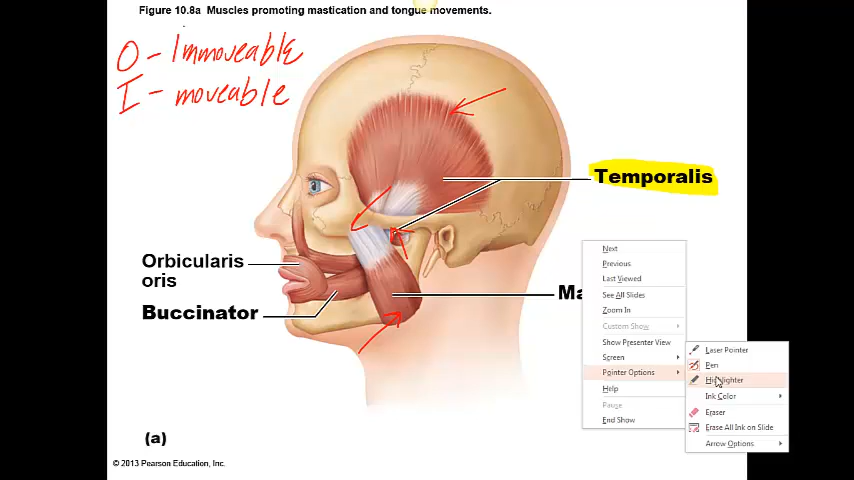 Figure 10.8a Muscles promoting mastication and tongue movements.
O - Immoveable
I - moveable
Temporalis
Orbicularis
oris
Buccinator
Ma
Next
Previous
Last Viewed
See All Slides
Zoom In
Custom Show
Show Presenter View
Screen
Pointer Options
Help
Pause
End Show
Laser Pointer
Pen
Highlighter
Ink Color
Eraser
Erase All Ink on Slide
Arrow Options
(a)
© 2013 Pearson Education, Inc.